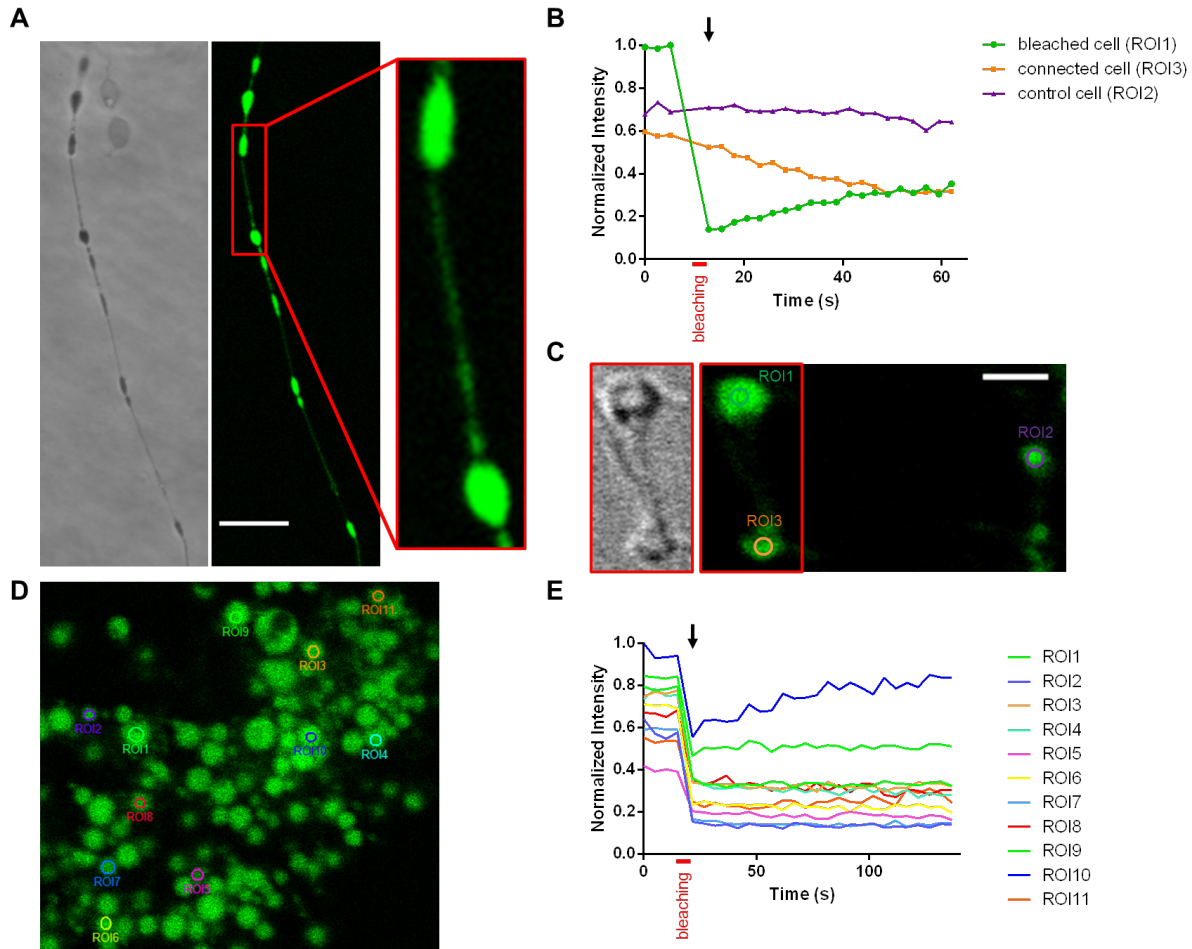 A
B
Normalized Intensity
1.0
0.8
0.6
0.4
0.2
0.0
0
20
40
60
Time (s)
bleaching
bleached cell (ROI1)
connected cell (ROI3)
control cell (ROI2)
C
ROI1
ROI2
ROI3
D
ROI11
ROI9
ROI3
ROI2
ROI1
ROI10
ROI4
ROI8
ROI7
ROI5
ROI6
E
Normalized Intensity
1.0
0.8
0.6
0.4
0.2
0.0
0
50
100
Time (s)
bleaching
ROI1
ROI2
ROI3
ROI4
ROI5
ROI6
ROI7
ROI8
ROI9
ROI10
ROI11